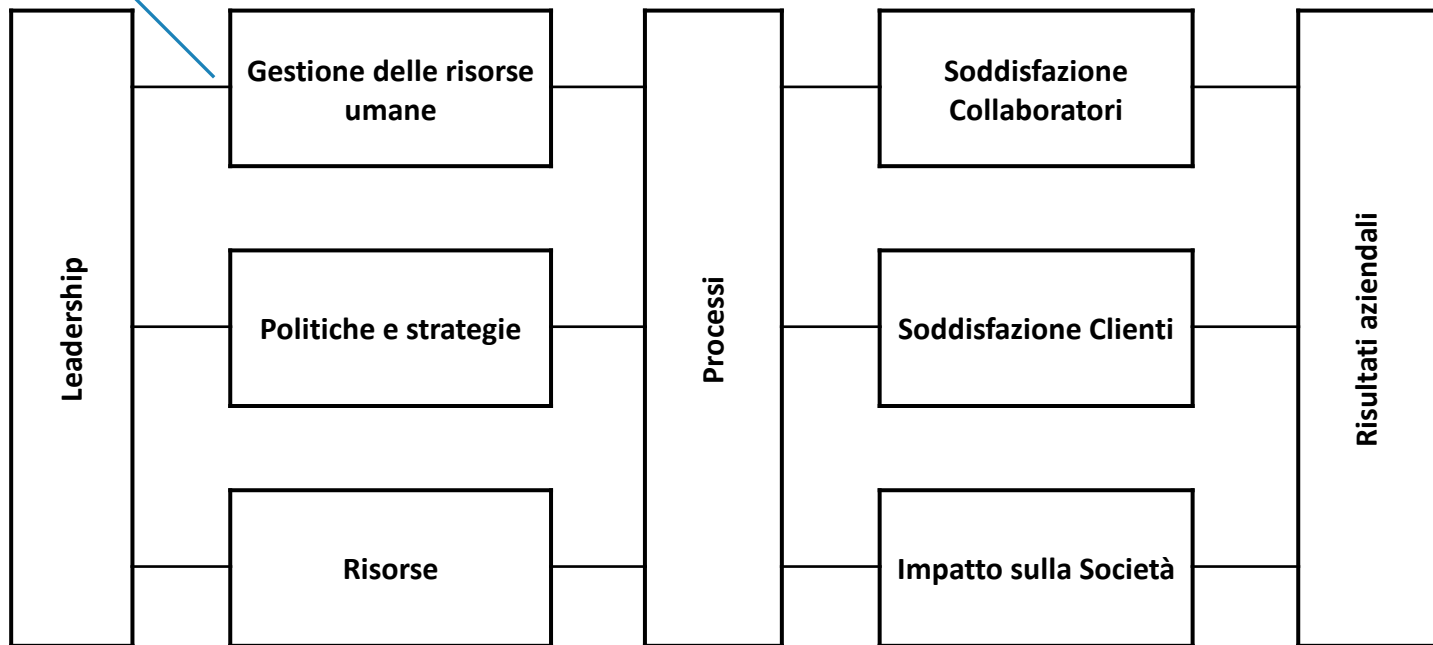 Leadership
Gestione delle risorse
umane
Politiche e strategie
Risorse
Processi
Soddisfazione
Collaboratori
Soddisfazione Clienti
Impatto sulla Società
Risultati aziendali